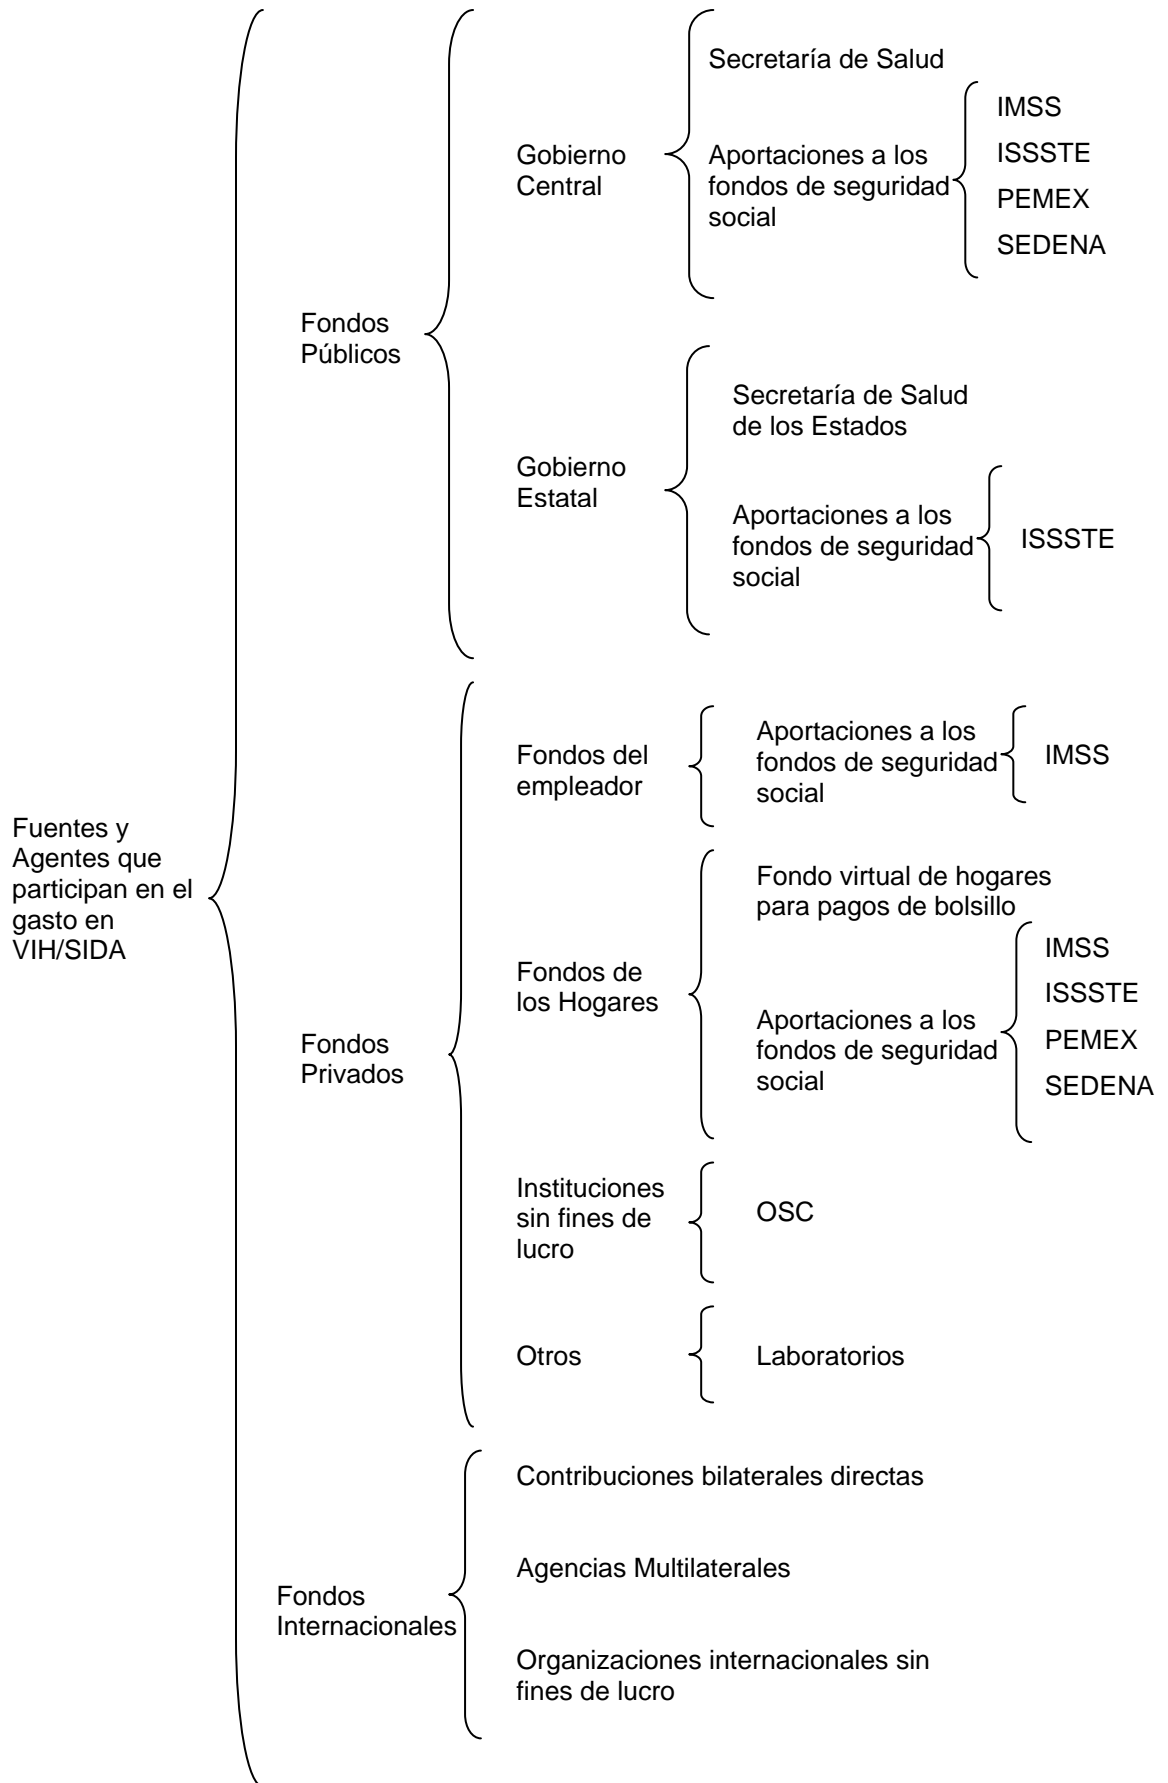 Fuentes y
Agentes que
participan en el
gasto en
VIH/SIDA
Fondos
Públicos
Gobierno
Central
Secretaría de Salud
Aportaciones a los
fondos de seguridad
social
IMSS
ISSSTE
PEMEX
SEDENA
Gobierno
Estatal
Secretaría de Salud
de los Estados
Aportaciones a los
fondos de seguridad
social
ISSSTE
Fondos
Privados
Fondos del
empleador
Aportaciones a los
fondos de seguridad
social
IMSS
Fondos de
los Hogares
Fondo virtual de hogares
para pagos de bolsillo
Aportaciones a los
fondos de seguridad
social
IMSS
ISSSTE
PEMEX
SEDENA
Instituciones
sin fines de
lucro
OSC
Otros
Laboratorios
Fondos
Internacionales
Contribuciones bilaterales directas
Agencias Multilaterales
Organizaciones internacionales sin
fines de lucro